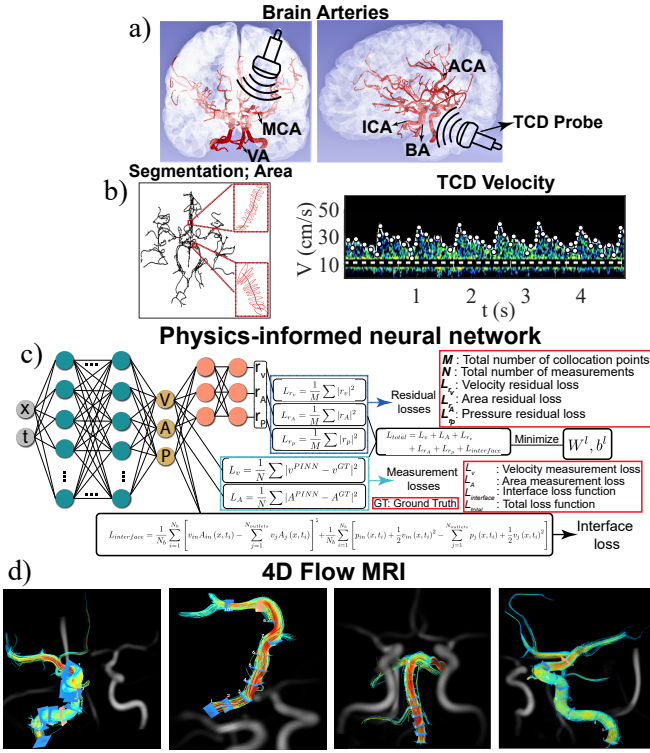 Brain Arteries
a)
ACA
MCA
ICA
TCD Probe
VA
BA
Segmentation; Area
TCD Velocity
b)
V (cm/s)
50
30
10
1 2 3 4
t (s)
Physics-informed neural network
c)
x
t
V
A
P
r_v
r_A
r_P
L_{r_v} = \frac{1}{M} \sum |r_v|^2
L_{r_A} = \frac{1}{M} \sum |r_A|^2
L_{r_p} = \frac{1}{M} \sum |r_p|^2
Residual
losses
M : Total number of collocation points
N : Total number of measurements
L_{r_v} : Velocity residual loss
L_{r_A} : Area residual loss
L_{r_p} : Pressure residual loss
L_{total} = L_v + L_A + L_{r_v}
+ L_{r_A} + L_{r_p} + L_{interface}
Minimize
W^l, b^l
L_v = \frac{1}{N} \sum |v^{PINN} - v^{GT}|^2
L_A = \frac{1}{N} \sum |A^{PINN} - A^{GT}|^2
Measurement
losses
GT: Ground Truth
L_v : Velocity measurement loss
L_A : Area measurement loss
L_{interface} : Interface loss function
L_{total} : Total loss function
L_{interface} = \frac{1}{N_b} \sum_{i=1}^{N_b} [v_{in} A_{in} (x, t_i) - \sum_{j=1}^{N_{outlets}} v_j A_j (x, t_i)]^2 + \frac{1}{N_b} \sum_{i=1}^{N_b} [p_{in} (x, t_i) + \frac{1}{2} v_{in} (x, t_i)^2 - \sum_{j=1}^{N_{outlets}} p_j (x, t_i) + \frac{1}{2} v_j (x, t_i)^2]
Interface
loss
d)
4D Flow MRI